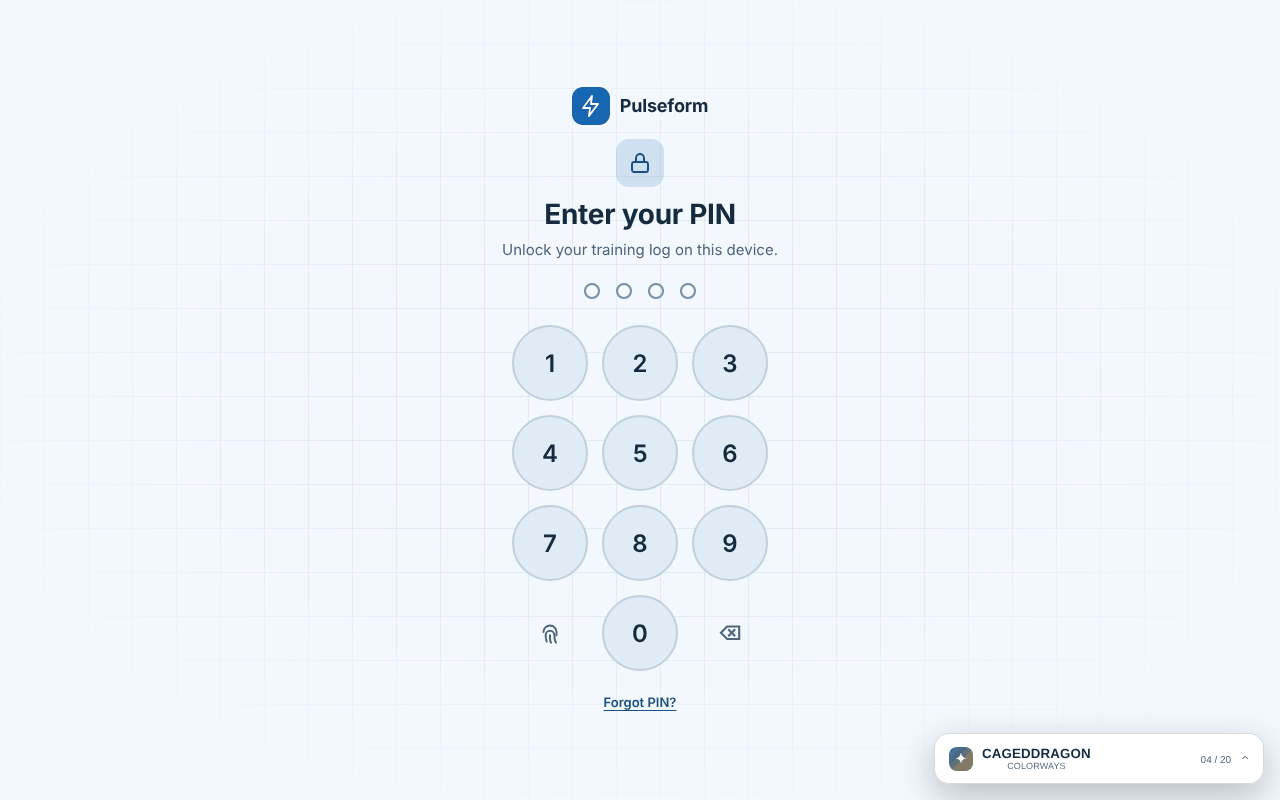 Pulseform
Enter your PIN
Unlock your training log on this device.
1 2 3
4 5 6
7 8 9
0
Forgot PIN?
CAGEDDRAGON
COLORWAYS
04 / 20